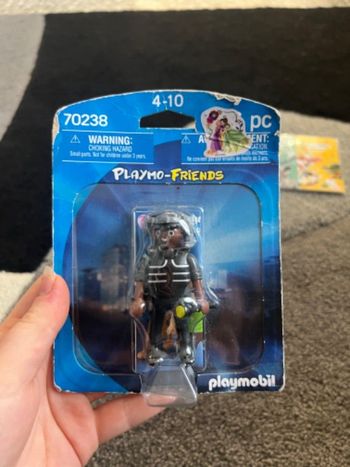 4-10
70238
pc
WARNING:
CHOKING HAZARD
Small parts. Not for children under 3 years.
PLAYMO-FRIENDS
playmobil